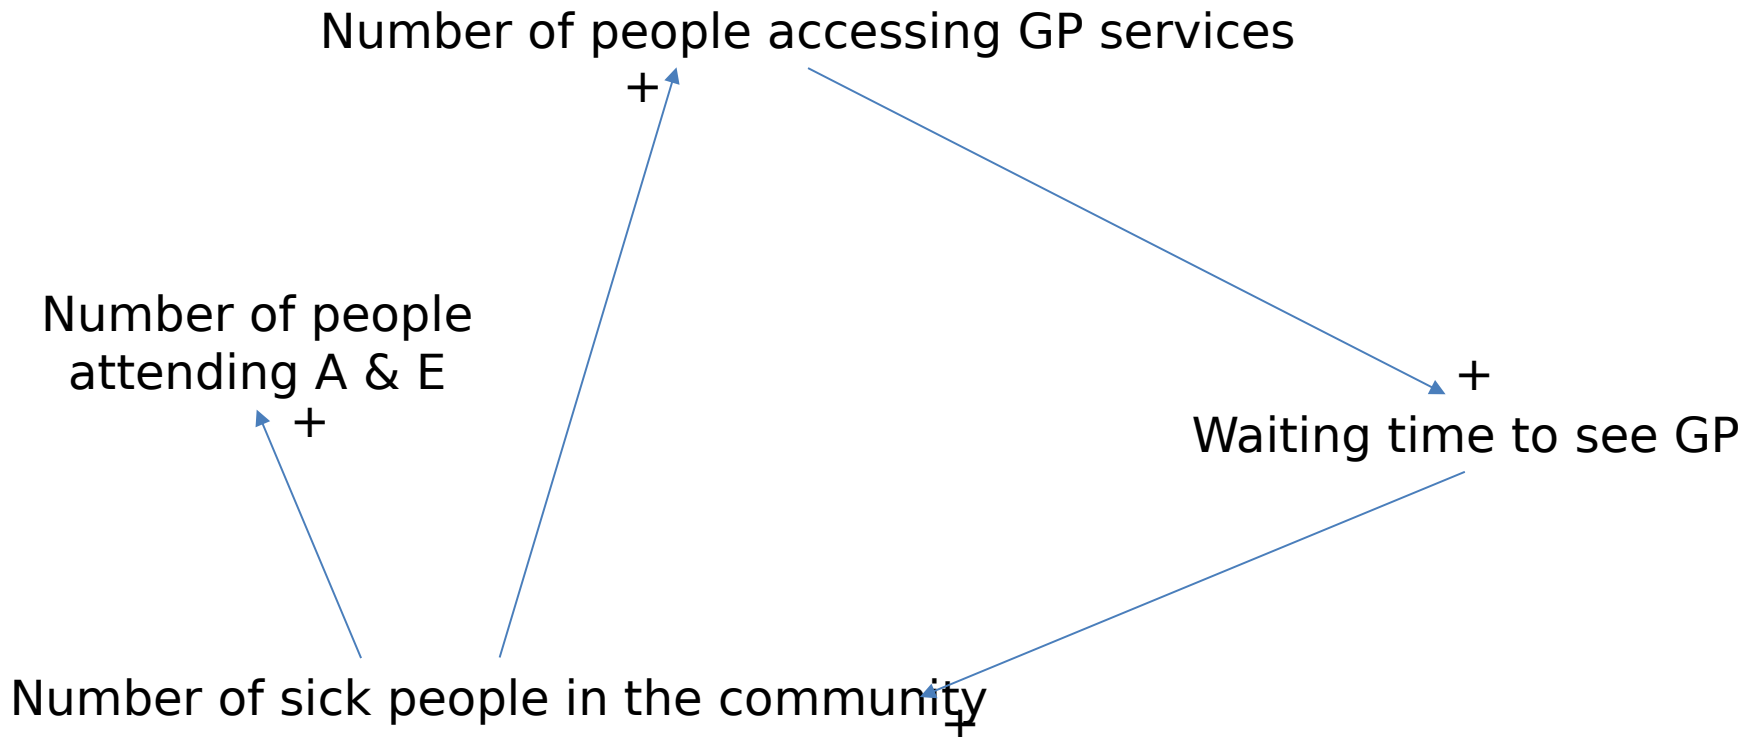 Number of people accessing GP services
+
Number of people
attending A & E
+
+
Waiting time to see GP
Number of sick people in the community
+